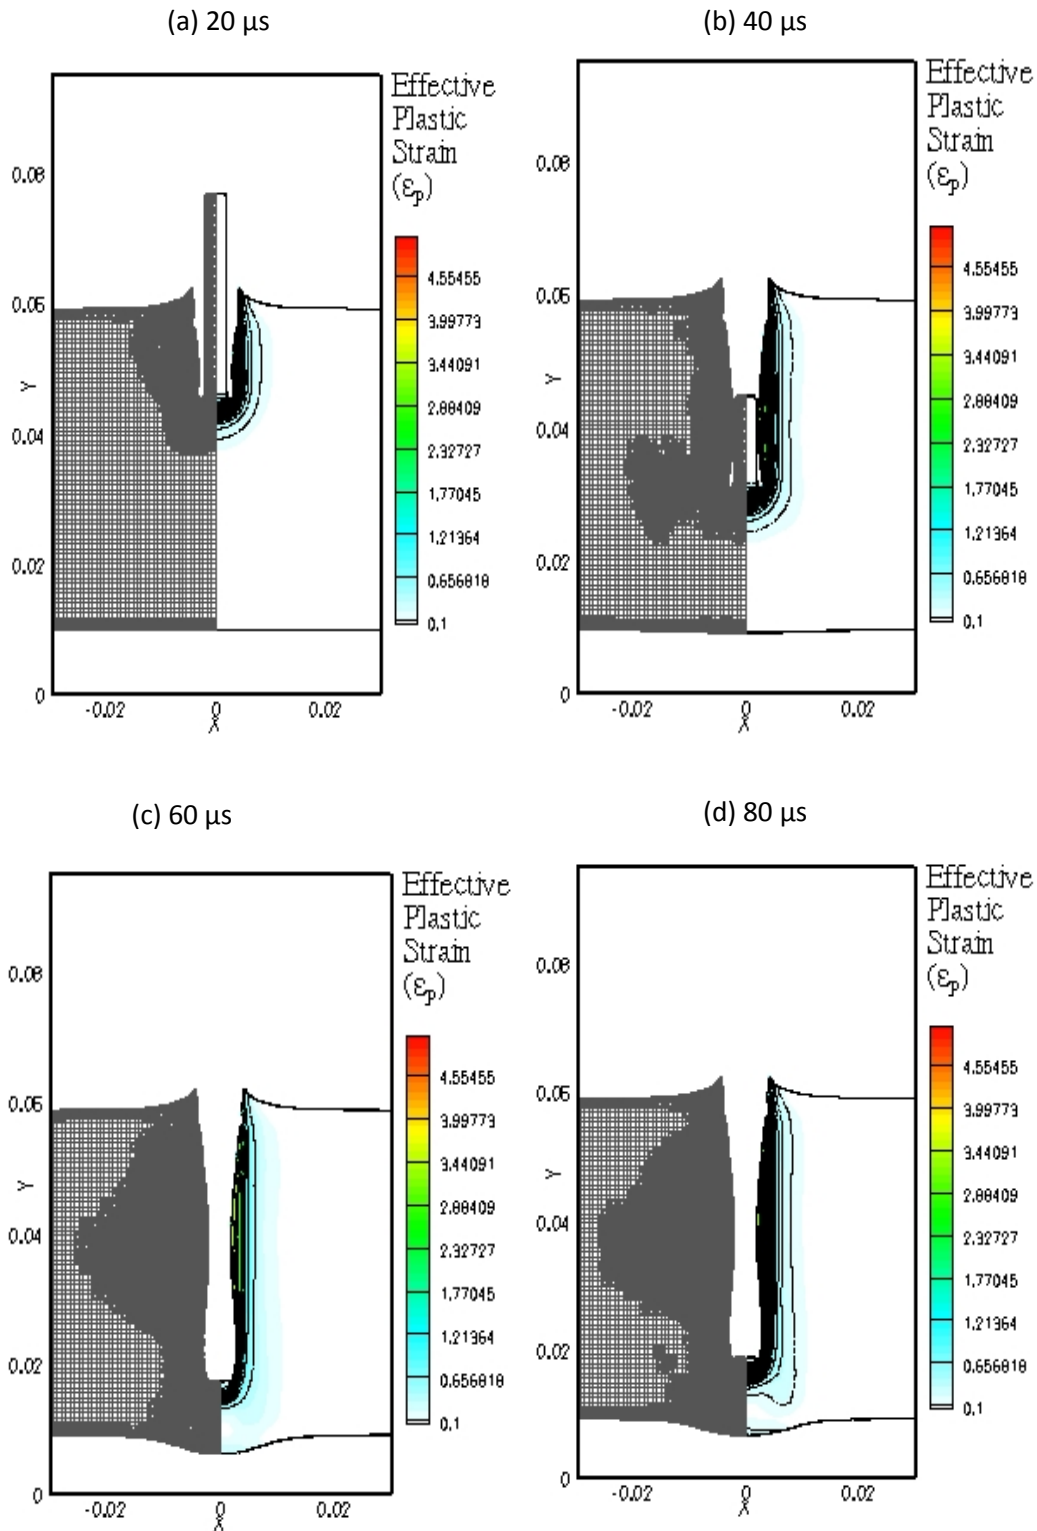 (a) 20 µs
Effective
Plastic
Strain
(εp)
0.08
0.06
0.04
0.02
0
Y
4.55455
3.99773
3.44091
2.88409
2.32727
1.77045
1.21364
0.656818
0.1
-0.02
0
0.02
X
(b) 40 µs
Effective
Plastic
Strain
(εp)
0.08
0.06
0.04
0.02
0
Y
4.55455
3.99773
3.44091
2.88409
2.32727
1.77045
1.21364
0.656818
0.1
-0.02
0
0.02
X
(c) 60 µs
Effective
Plastic
Strain
(εp)
0.08
0.06
0.04
0.02
0
Y
4.55455
3.99773
3.44091
2.88409
2.32727
1.77045
1.21364
0.656818
0.1
-0.02
0
0.02
X
(d) 80 µs
Effective
Plastic
Strain
(εp)
0.08
0.06
0.04
0.02
0
Y
4.55455
3.99773
3.44091
2.88409
2.32727
1.77045
1.21364
0.656818
0.1
-0.02
0
0.02
X